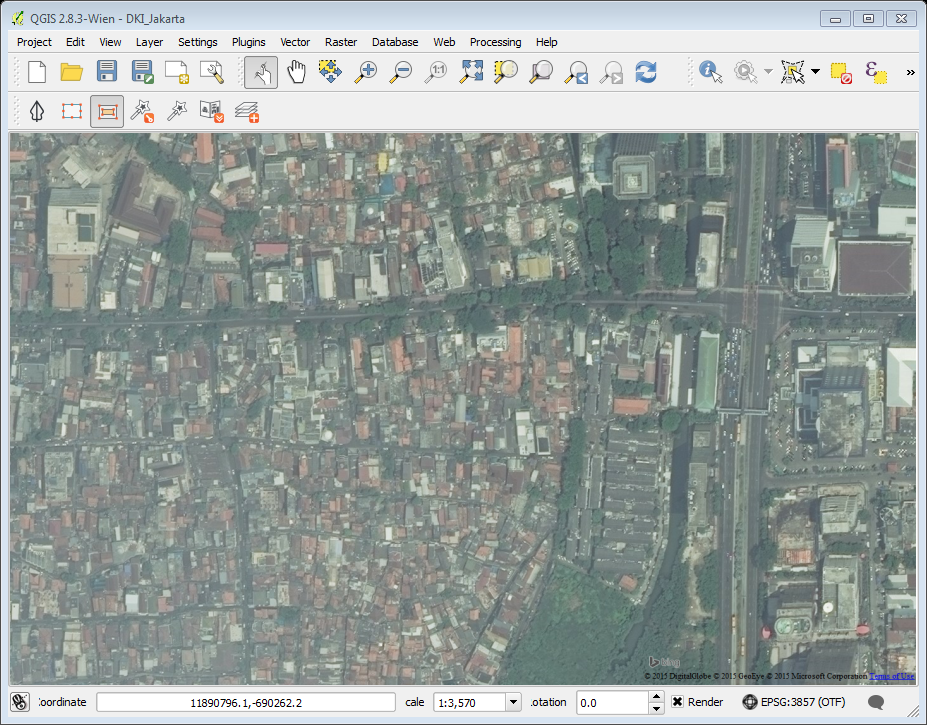 QGIS 2.8.3-Wien - DKI_Jakarta
Project Edit View Layer Settings Plugins Vector Raster Database Web Processing Help
1:1
»
bing
© 2015 DigitalGlobe © 2015 GeoEye © 2015 Microsoft Corporation Terms of Use
:oordinate 11890796.1,-690262.2 cale 1:3,570 .otation 0.0 Render EPSG:3857 (OTF)